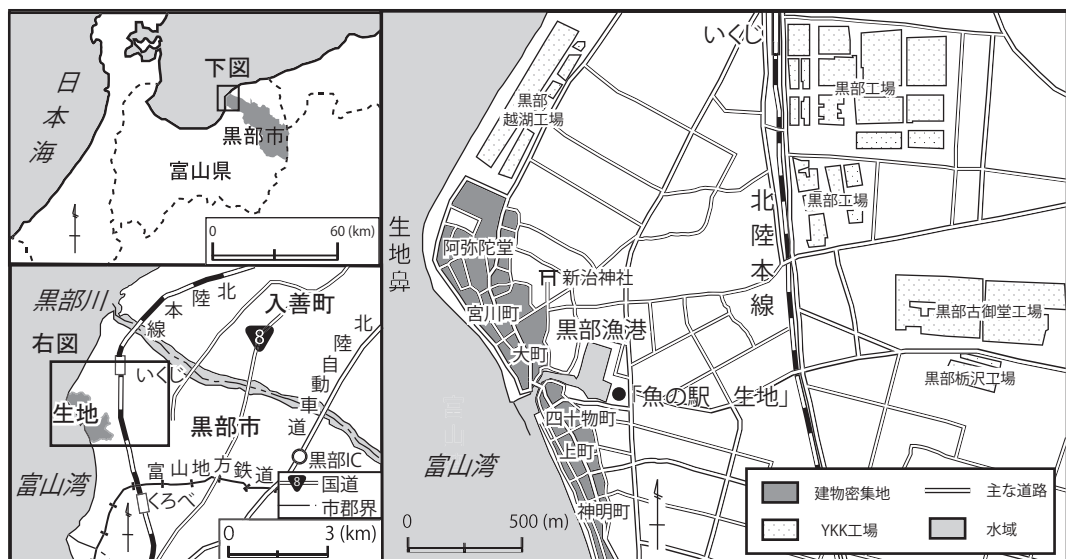 日本海
下図
黒部市
富山県
0
60 (km)
黒部川
北陸本線
入善町
右図
8
いくじ
北陸自動車道
生地
黒部市
黒部IC
富山湾
富山地方鉄道
くろべ
8
国道
市郡界
0
3 (km)
いくじ
黒部
越湖工場
黒部工場
黒部工場
北陸本線
生地鼻
阿弥陀堂
新治神社
宮川町
黒部漁港
黒部古御堂工場
大町
黒部栃沢工場
「魚の駅 生地」
四十物町
上町
富山湾
神明町
0
500 (m)
建物密集地
主な道路
YKK工場
水域
富山